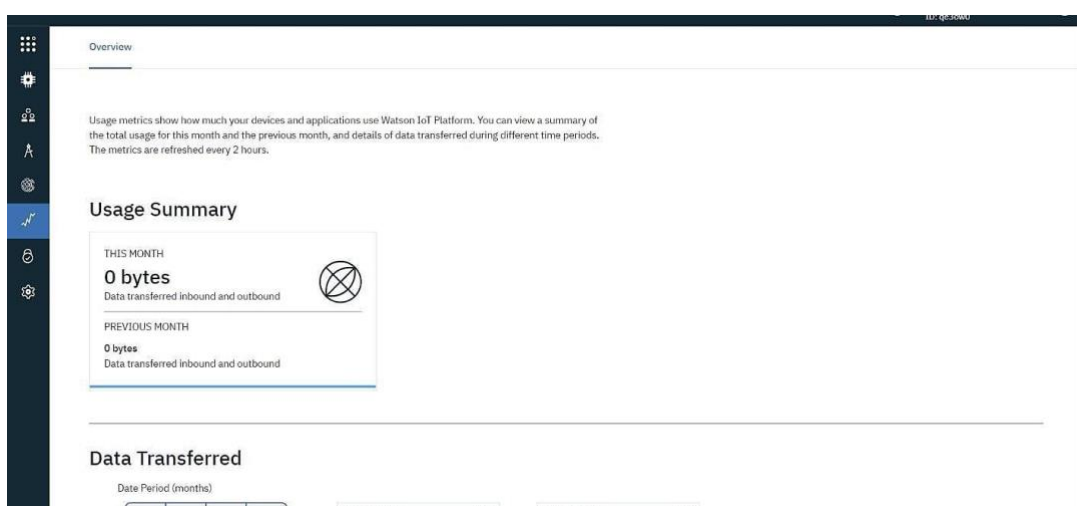 Overview
Usage metrics show how much your devices and applications use Watson IoT Platform. You can view a summary of
the total usage for this month and the previous month, and details of data transferred during different time periods.
The metrics are refreshed every 2 hours.
Usage Summary
THIS MONTH
0 bytes
Data transferred inbound and outbound
PREVIOUS MONTH
0 bytes
Data transferred inbound and outbound
Data Transferred
Date Period (months)